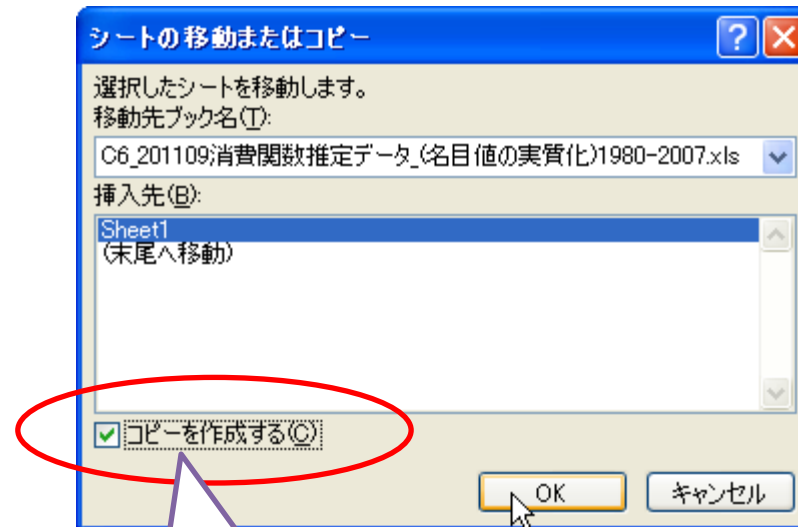 シートの移動またはコピー
選択したシートを移動します。
移動先ブック名(T):
C6_201109消費関数推定データ_(名目値の実質化)1980-2007.xls
挿入先(B):
Sheet1
(末尾へ移動)
コピーを作成する(C)
OK
キャンセル